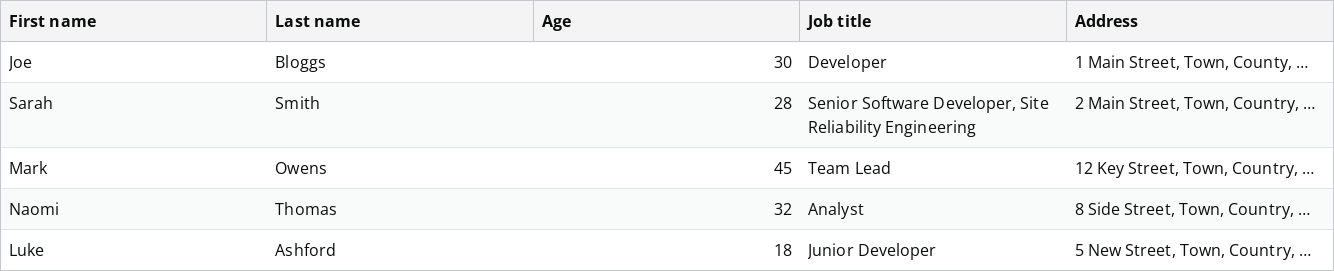 First name Last name Age Job title Address
Joe Bloggs 30 Developer 1 Main Street, Town, County, ...
Sarah Smith 28 Senior Software Developer, Site 2 Main Street, Town, Country, ...
Reliability Engineering
Mark Owens 45 Team Lead 12 Key Street, Town, Country, ...
Naomi Thomas 32 Analyst 8 Side Street, Town, Country, ...
Luke Ashford 18 Junior Developer 5 New Street, Town, Country, ...